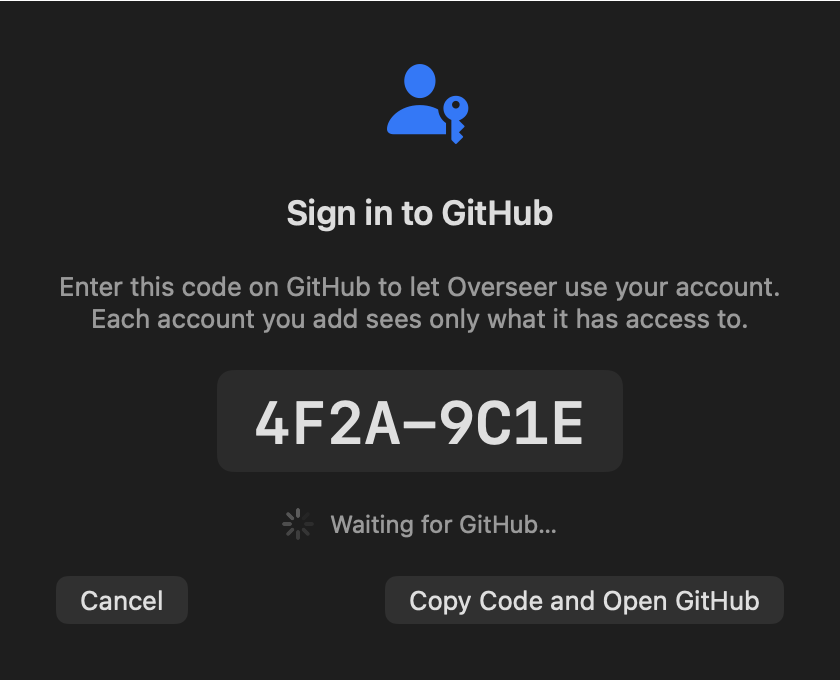 Sign in to GitHub
Enter this code on GitHub to let Overseer use your account.
Each account you add sees only what it has access to.
4F2A–9C1E
Waiting for GitHub...
Cancel
Copy Code and Open GitHub